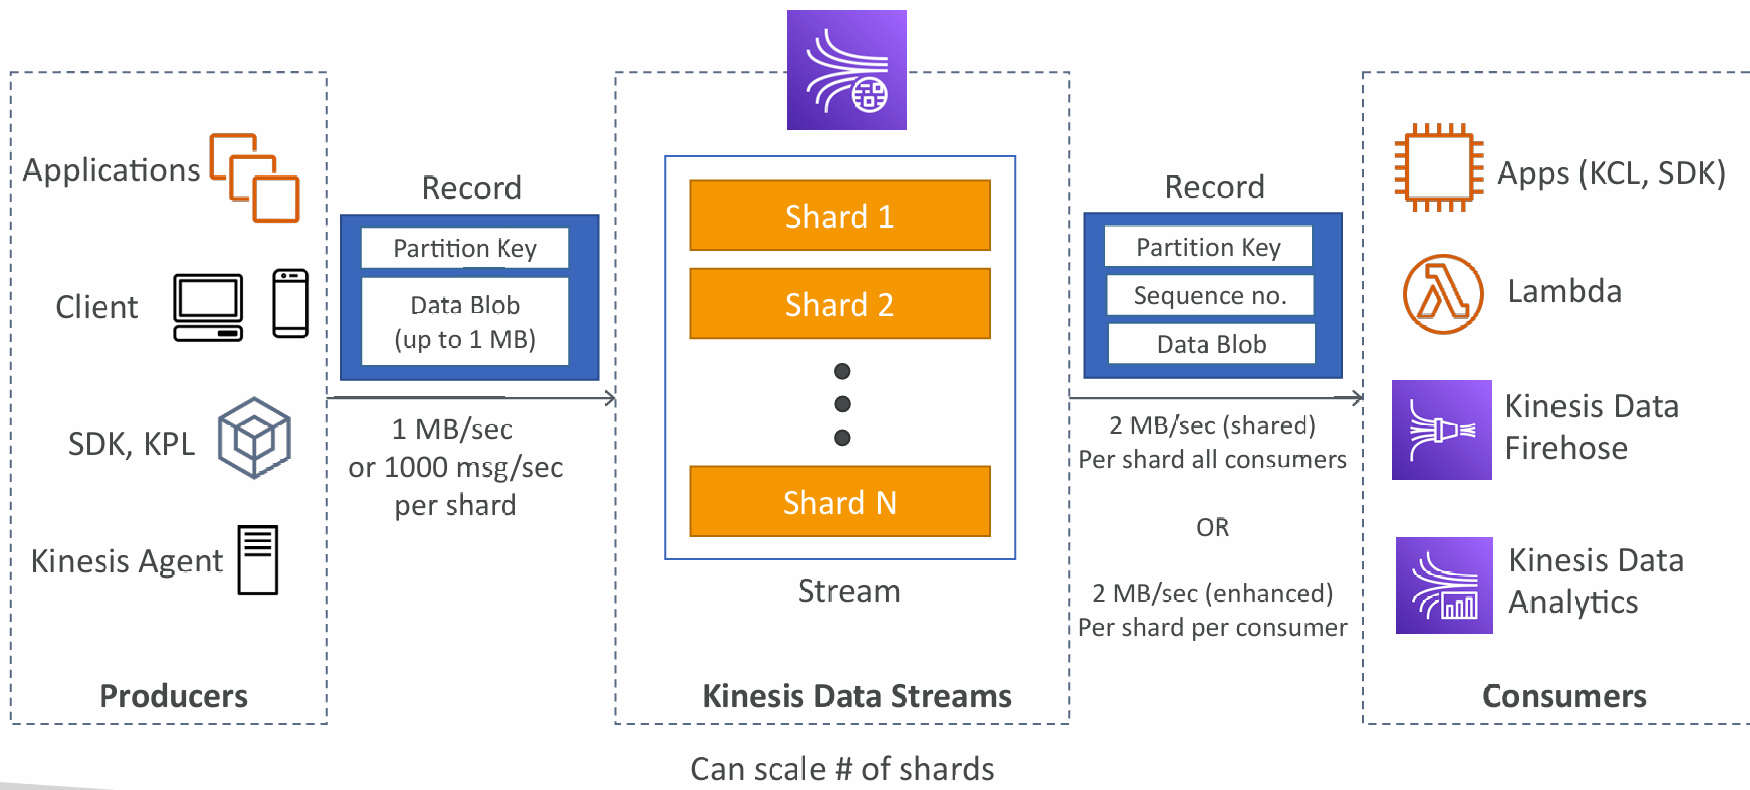 Applications
Client
SDK, KPL
Kinesis Agent
Producers
Record
Partition Key
Data Blob
(up to 1 MB)
1 MB/sec
or 1000 msg/sec
per shard
Shard 1
Shard 2
Shard N
Stream
Kinesis Data Streams
Can scale # of shards
Record
Partition Key
Sequence no.
Data Blob
2 MB/sec (shared)
Per shard all consumers
OR
2 MB/sec (enhanced)
Per shard per consumer
Apps (KCL, SDK)
Lambda
Kinesis Data
Firehose
Kinesis Data
Analytics
Consumers